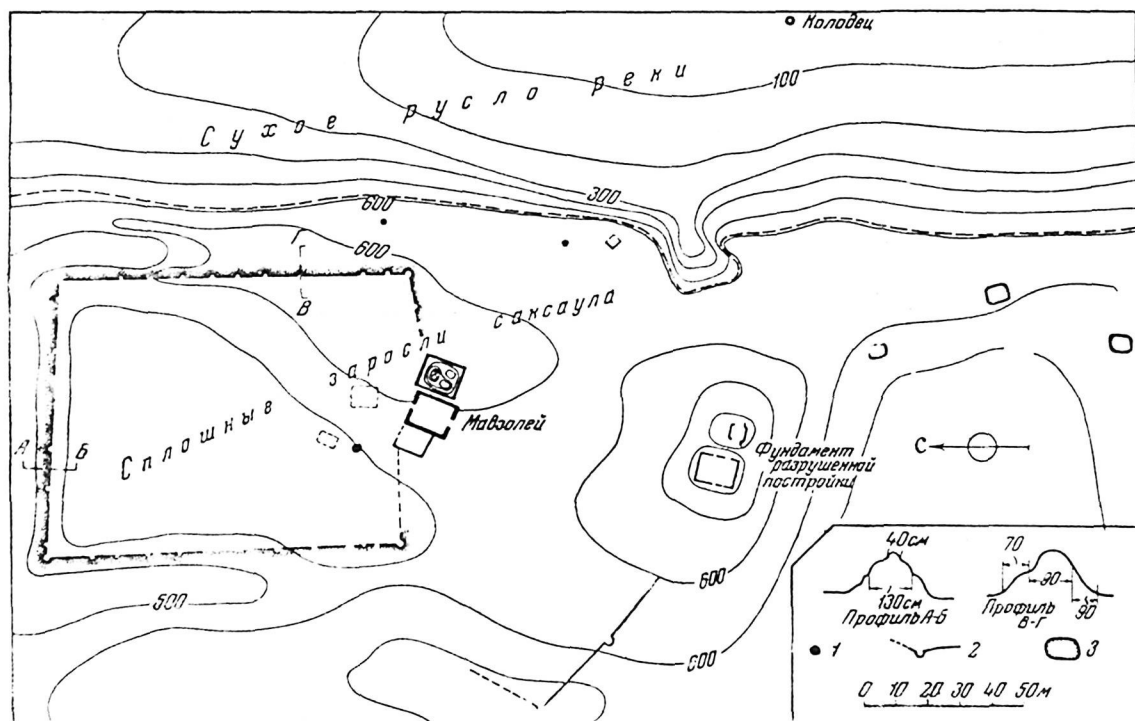 Колодец
Сухое русло реки
100
300
600
600
Г
В
Сплошные заросли саксаула
Мавзолей
А Б
Фундамент
разрушенной
постройки
С
600
600
500
40см
130см
Профиль А-Б
70
90
90
Профиль
В-Г
1 2 3
0 10 20 30 40 50м